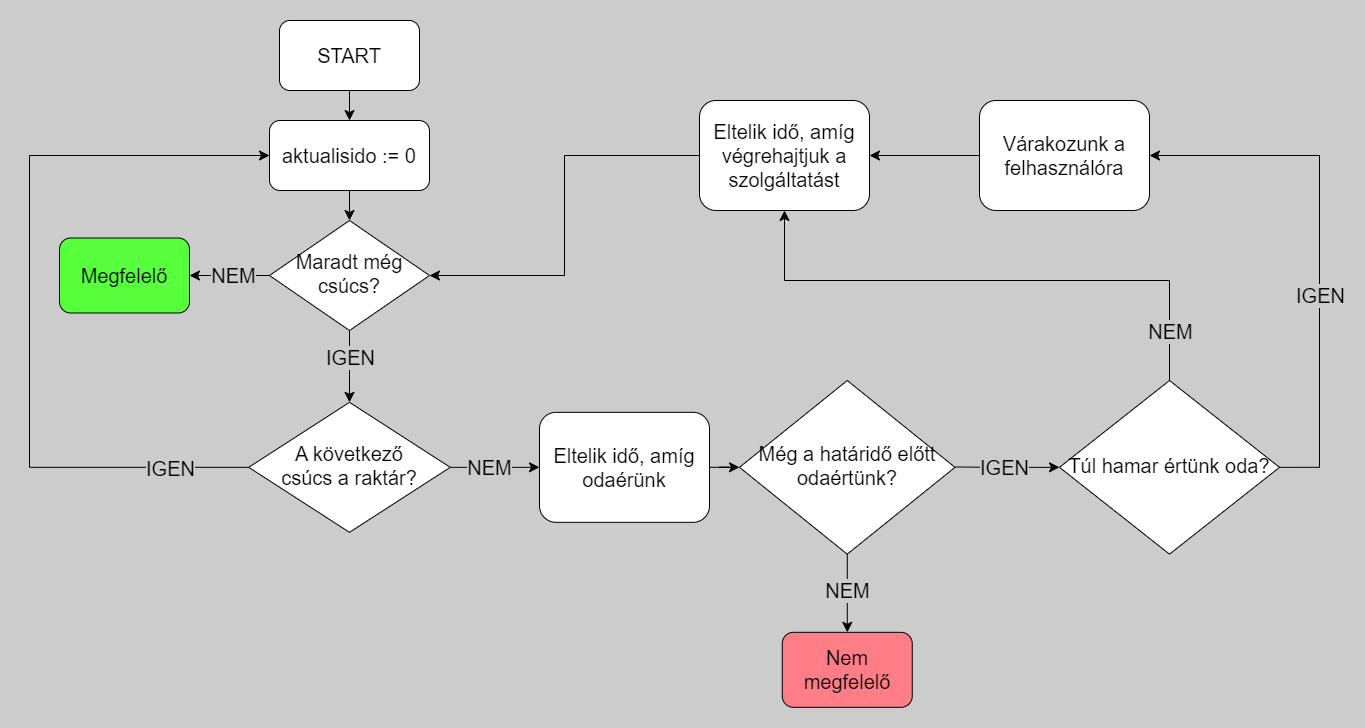 START
aktualisido := 0
Maradt még
csúcs?
NEM
Megfelelő
IGEN
A következő
csúcs a raktár?
IGEN
NEM
Eltelik idő, amíg
odaérünk
Még a határidő előtt
odaértünk?
NEM
Nem
megfelelő
IGEN
Túl hamar értünk oda?
NEM
IGEN
Várakozunk a
felhasználóra
Eltelik idő, amíg
végrehajtjuk a
szolgáltatást